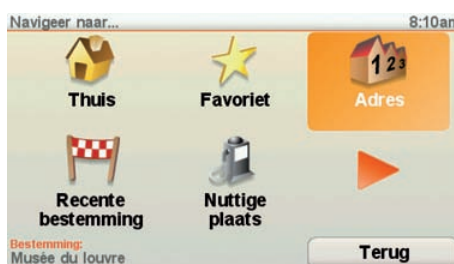 Navigeer naar... 8:10am
1 2 3
Thuis Favoriet Adres
Recente bestemming Nuttige plaats
Bestemming:
Musée du louvre
Terug